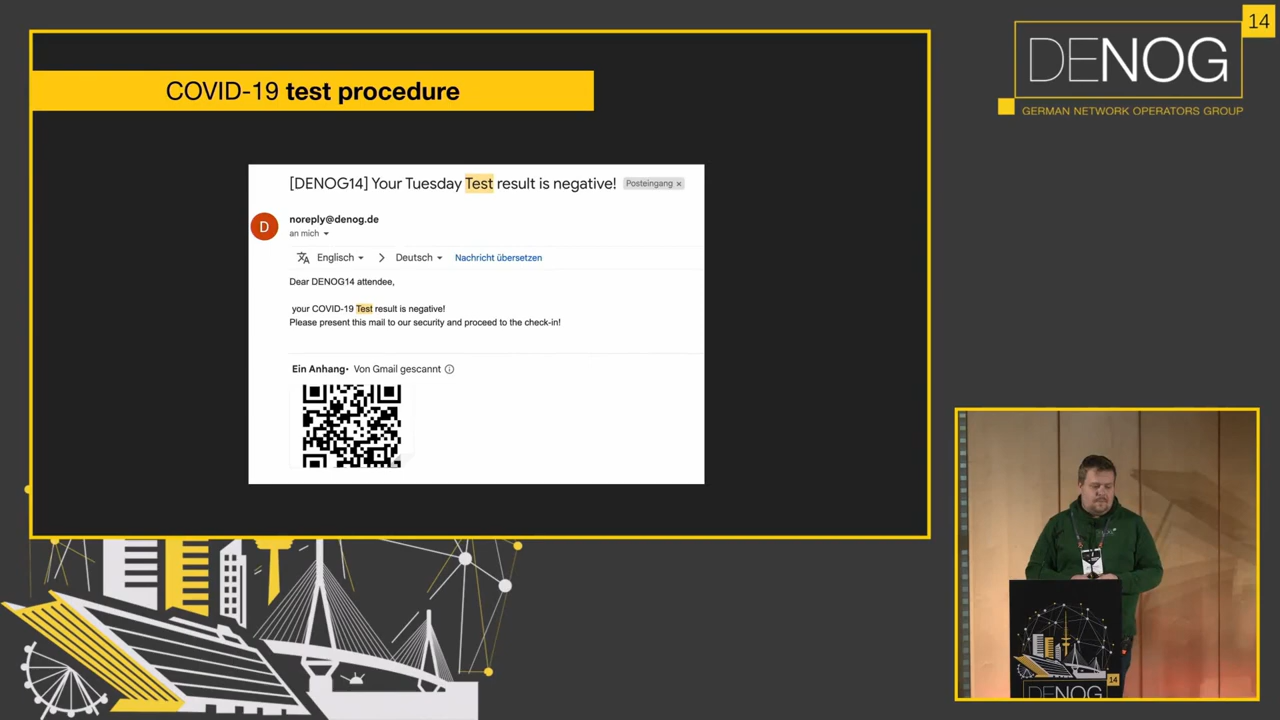 14
DENOG
GERMAN NETWORK OPERATORS GROUP
COVID-19 test procedure
[DENOG14] Your Tuesday Test result is negative! Posteingang ×
D
noreply@denog.de
an mich
Englisch > Deutsch Nachricht übersetzen
Dear DENOG14 attendee,
your COVID-19 Test result is negative!
Please present this mail to our security and proceed to the check-in!
Ein Anhang• Von Gmail gescannt
14
DENOG